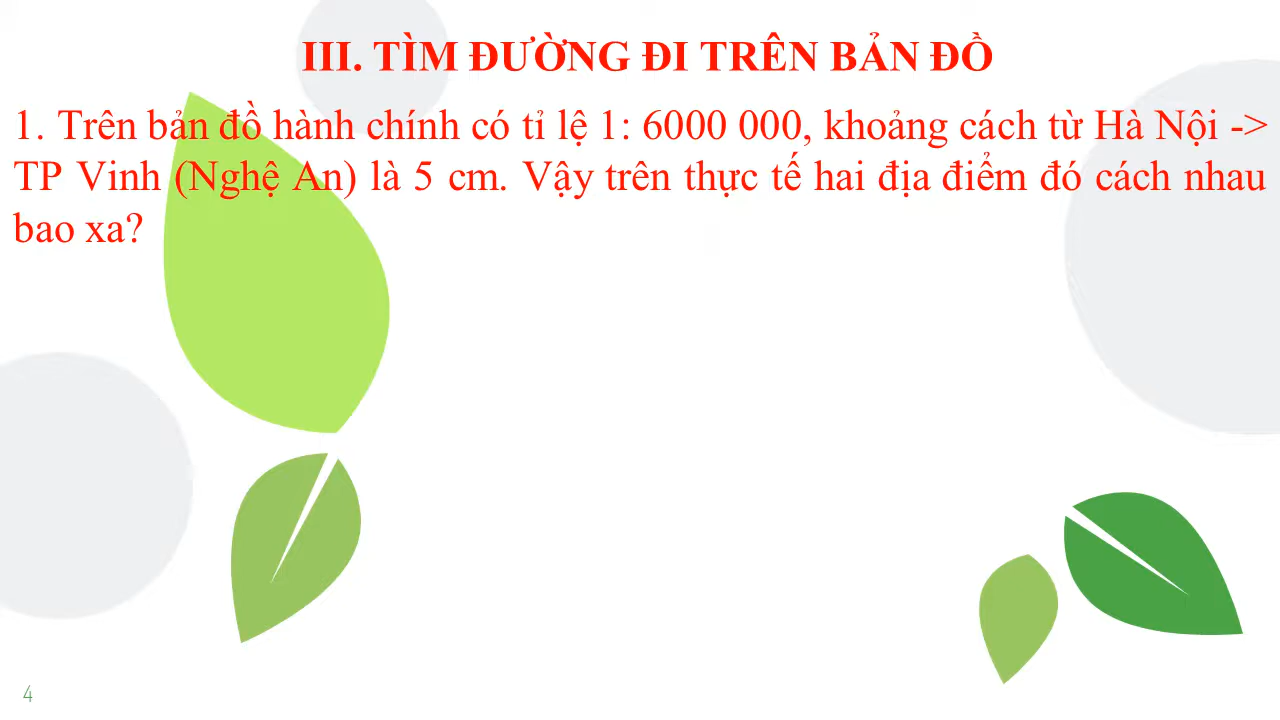 III. TÌM ĐƯỜNG ĐI TRÊN BẢN ĐỒ
1. Trên bản đồ hành chính có tỉ lệ 1: 6000 000, khoảng cách từ Hà Nội ->
TP Vinh (Nghệ An) là 5 cm. Vậy trên thực tế hai địa điểm đó cách nhau
bao xa?
4